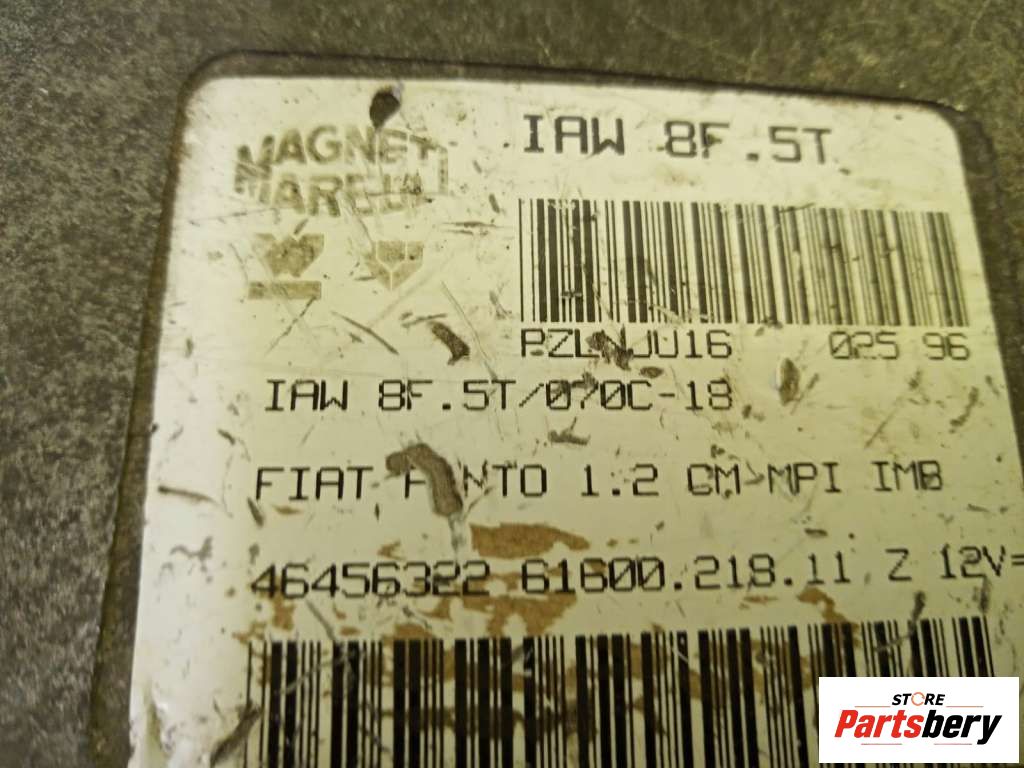 MAGNETI
MARELLI
IAW 8F.5T
025 96
IAW 8F.5T/070C-18
FIAT 1.2 CM-MPI IMB
46456322 61600.218.11 Z 12V=
STORE
Partsbery